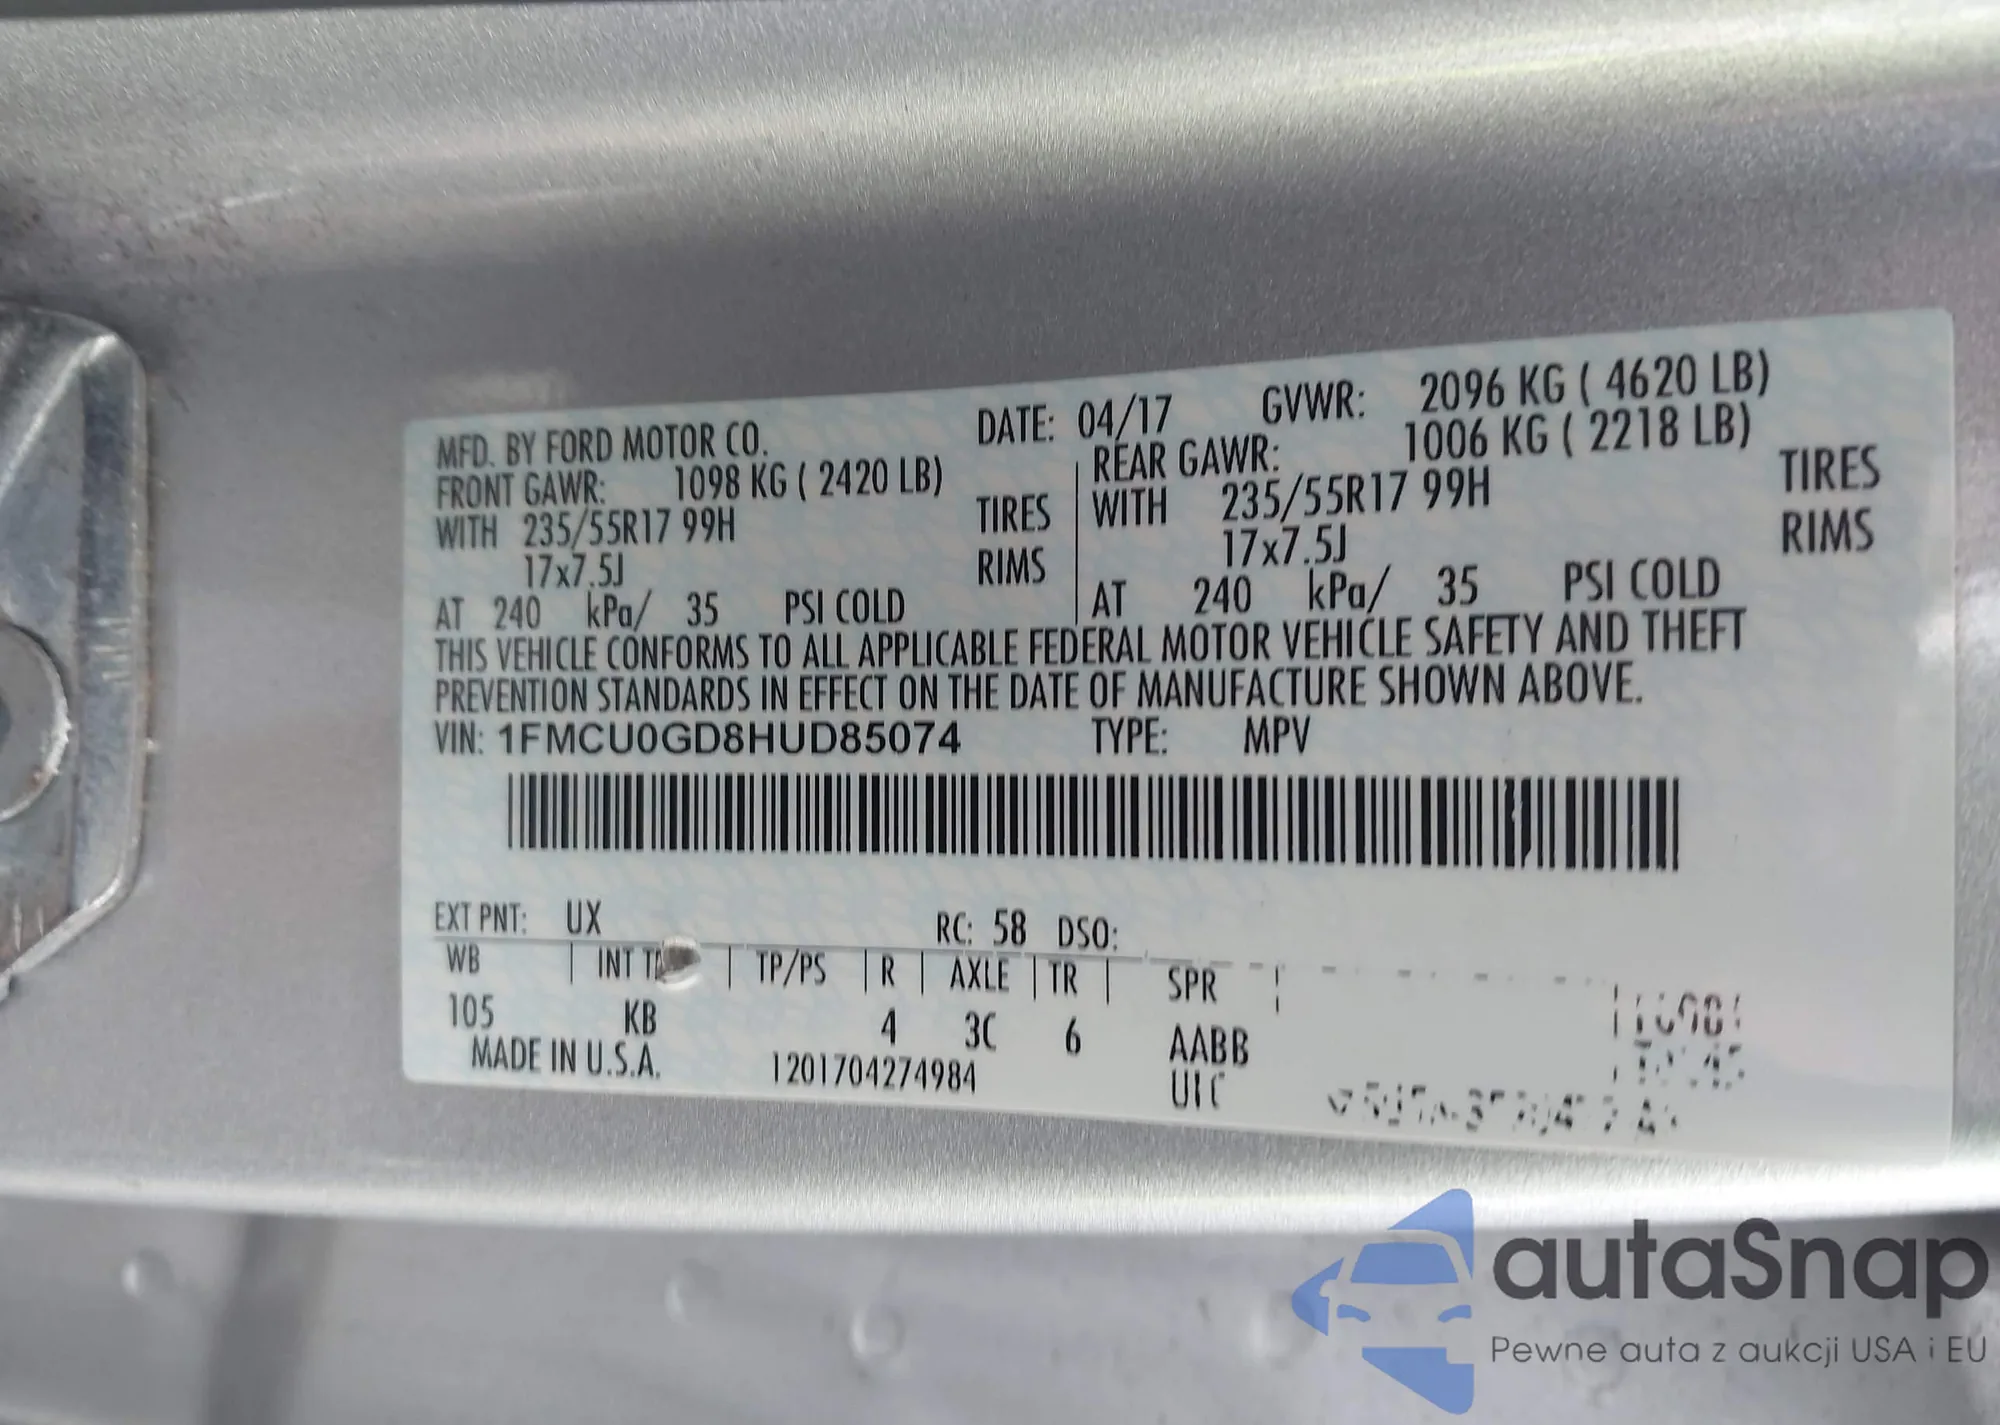 MFD. BY FORD MOTOR CO. DATE: 04/17 GVWR: 2096 KG ( 4620 LB)
FRONT GAWR: 1098 KG ( 2420 LB) REAR GAWR: 1006 KG ( 2218 LB)
WITH 235/55R17 99H TIRES WITH 235/55R17 99H TIRES
17x7.5J RIMS 17x7.5J RIMS
AT 240 kPa/ 35 PSI COLD AT 240 kPa/ 35 PSI COLD
THIS VEHICLE CONFORMS TO ALL APPLICABLE FEDERAL MOTOR VEHICLE SAFETY AND THEFT
PREVENTION STANDARDS IN EFFECT ON THE DATE OF MANUFACTURE SHOWN ABOVE.
VIN: 1FMCU0GD8HUD85074 TYPE: MPV
EXT PNT: UX RC: 58 DSO:
WB INT TP/PS R AXLE TR SPR
105 KB 4 3C 6 AABB
MADE IN U.S.A. 1201704274984
autaSnap
Pewne auta z aukcji USA i EU